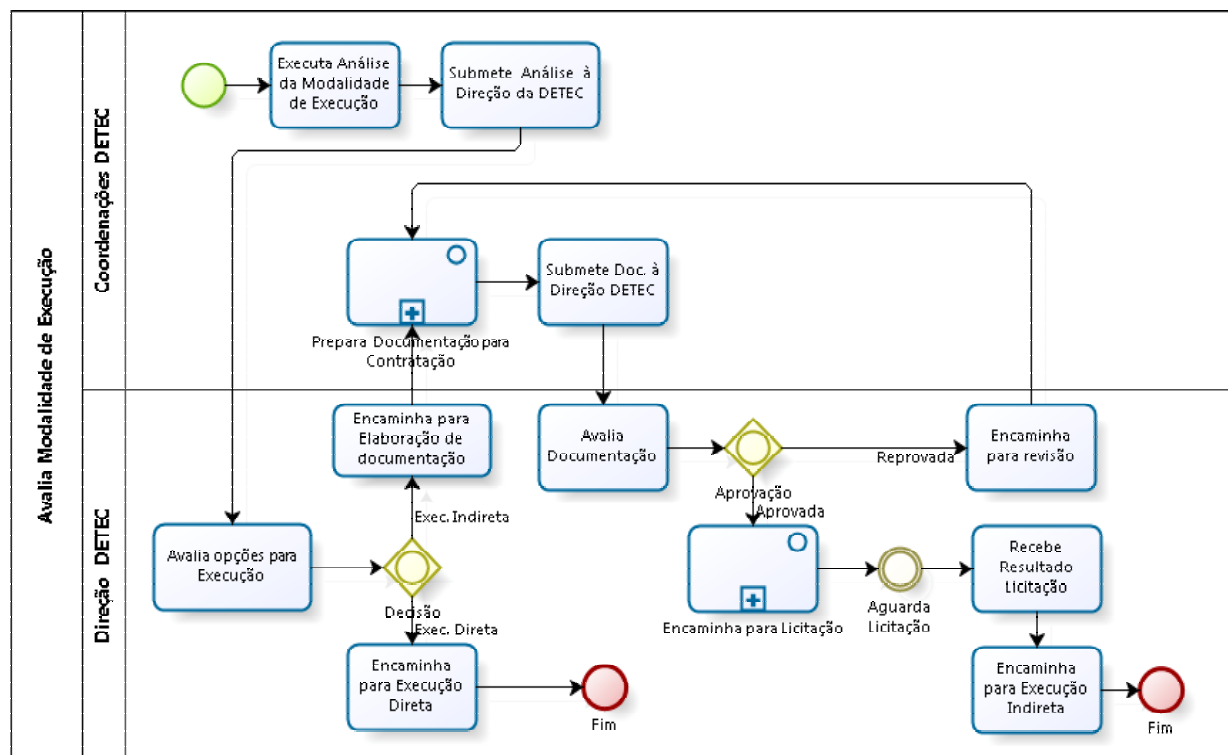 Avalia Modalidade de Execução
Coordenações DETEC
Executa Análise
da Modalidade
de Execução
Submete Análise à
Direção da DETEC
Prepara Documentação para
Contratação
Submete Doc. à
Direção DETEC
Direção DETEC
Encaminha para
Elaboração de
documentação
Avalia
Documentação
Aprovação
Reprovada
Aprovada
Encaminha
para revisão
Avalia opções para
Execução
Exec. Indireta
Decisão
Exec. Direta
Encaminha para Licitação
Aguarda
Licitação
Recebe
Resultado
Licitação
Encaminha
para Execução
Direta
Fim
Encaminha
para Execução
Indireta
Fim